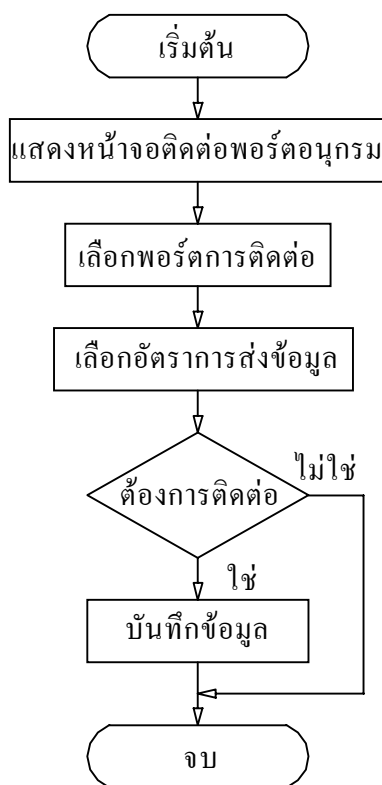 เริ่มต้น
แสดงหน้าจอติดต่อพอร์ตอนุกรม
เลือกพอร์ตการติดต่อ
เลือกอัตราการส่งข้อมูล
ไม่ใช่
ต้องการติดต่อ
ใช่
บันทึกข้อมูล
จบ